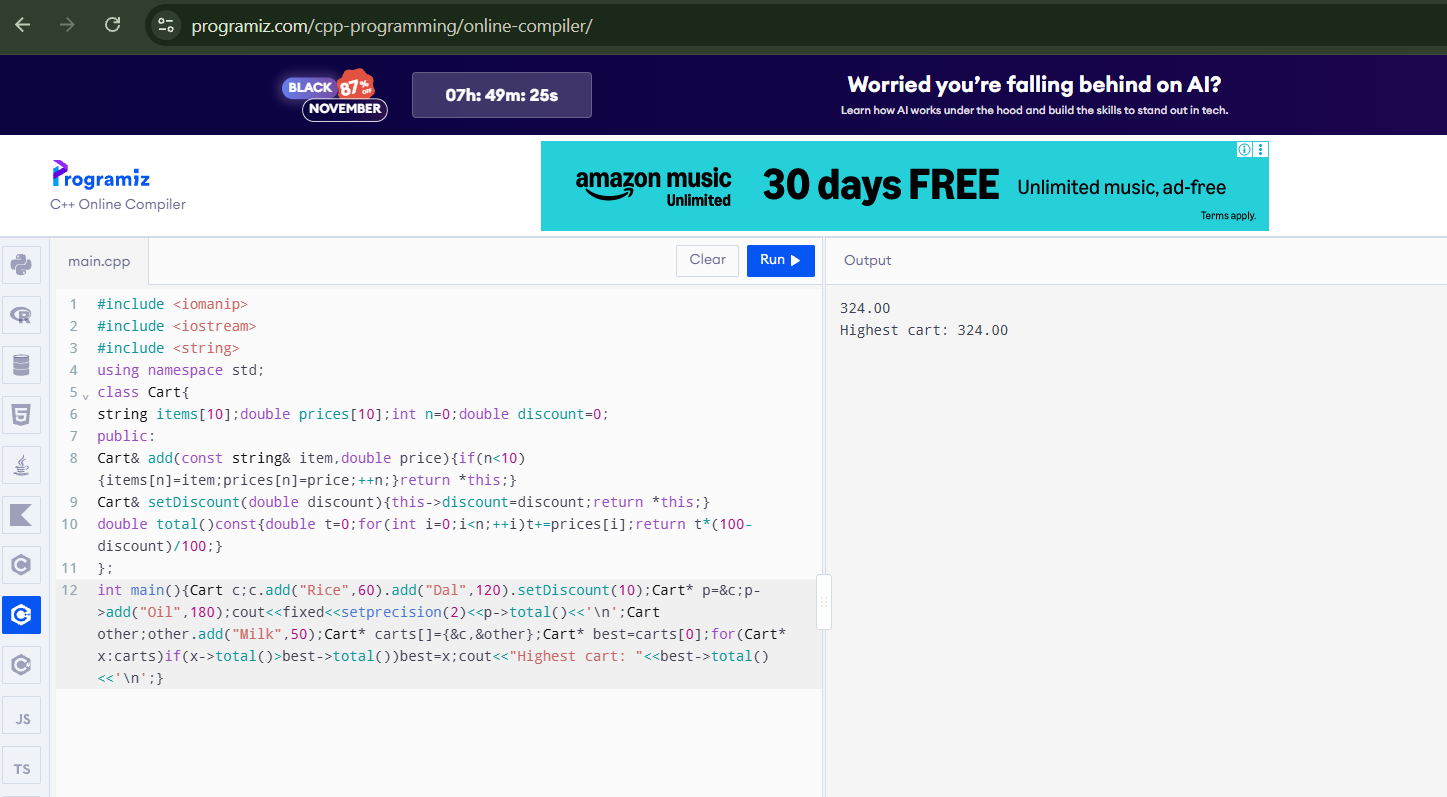 programiz.com/cpp-programming/online-compiler/
BLACK 87% OFF
NOVEMBER
07h: 49m: 25s
Worried you’re falling behind on AI?
Learn how AI works under the hood and build the skills to stand out in tech.
Programiz
C++ Online Compiler
amazon music
Unlimited
30 days FREE
Unlimited music, ad-free
Terms apply.
main.cpp
Clear
Run
Output
1 #include <iomanip>
2 #include <iostream>
3 #include <string>
4 using namespace std;
5 class Cart{
6 string items[10];double prices[10];int n=0;double discount=0;
7 public:
8 Cart& add(const string& item,double price){if(n<10)
{items[n]=item;prices[n]=price;++n;}return *this;}
9 Cart& setDiscount(double discount){this->discount=discount;return *this;}
10 double total()const{double t=0;for(int i=0;i<n;++i)t+=prices[i];return t*(100-
discount)/100;}
11 };
12 int main(){Cart c;c.add("Rice",60).add("Dal",120).setDiscount(10);Cart* p=&c;p-
>add("Oil",180);cout<<fixed<<setprecision(2)<<p->total()<<'\n';Cart
other;other.add("Milk",50);Cart* carts[]={&c,&other};Cart* best=carts[0];for(Cart*
x:carts)if(x->total()>best->total())best=x;cout<<"Highest cart: "<<best->total()
<<'\n';}
324.00
Highest cart: 324.00
JS
TS